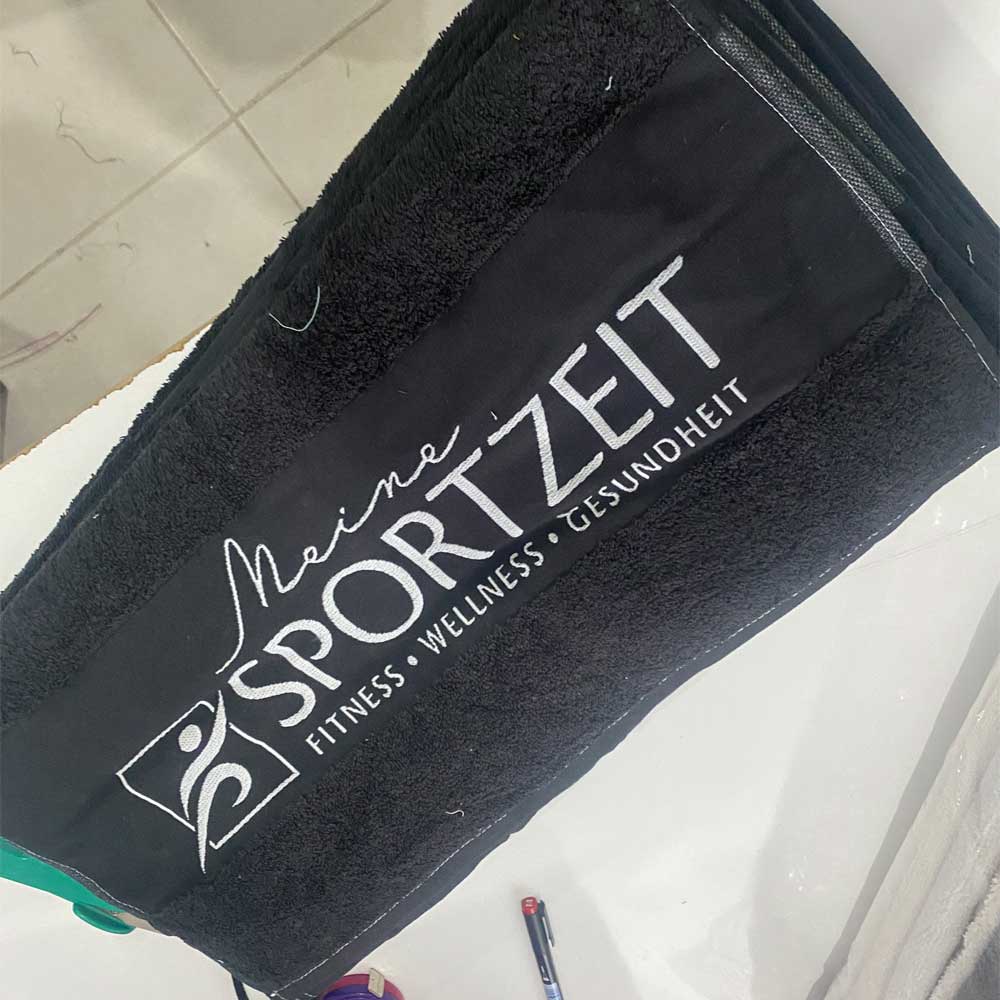 Meine
SPORTZEIT
FITNESS • WELLNESS • GESUNDHEIT